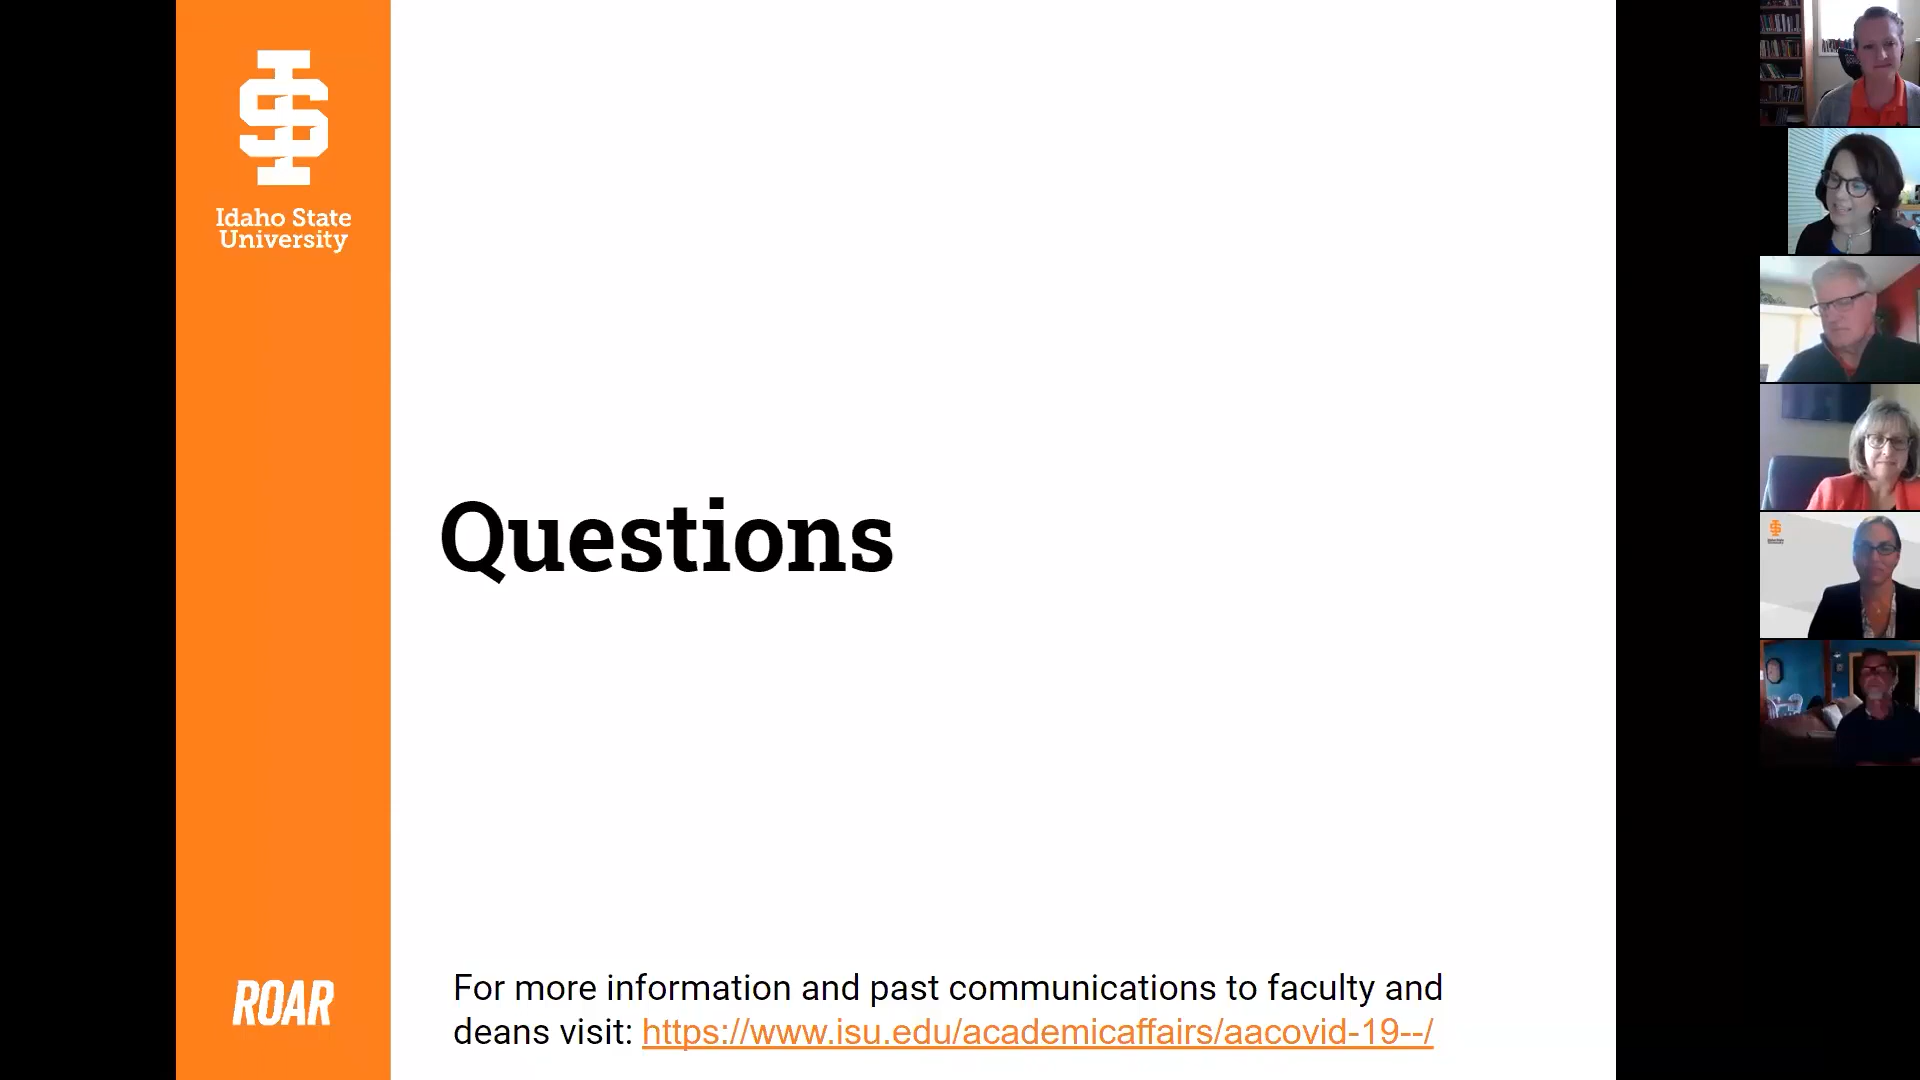 Idaho State
University
Questions
ROAR
For more information and past communications to faculty and
deans visit: https://www.isu.edu/academicaffairs/aacovid-19--/